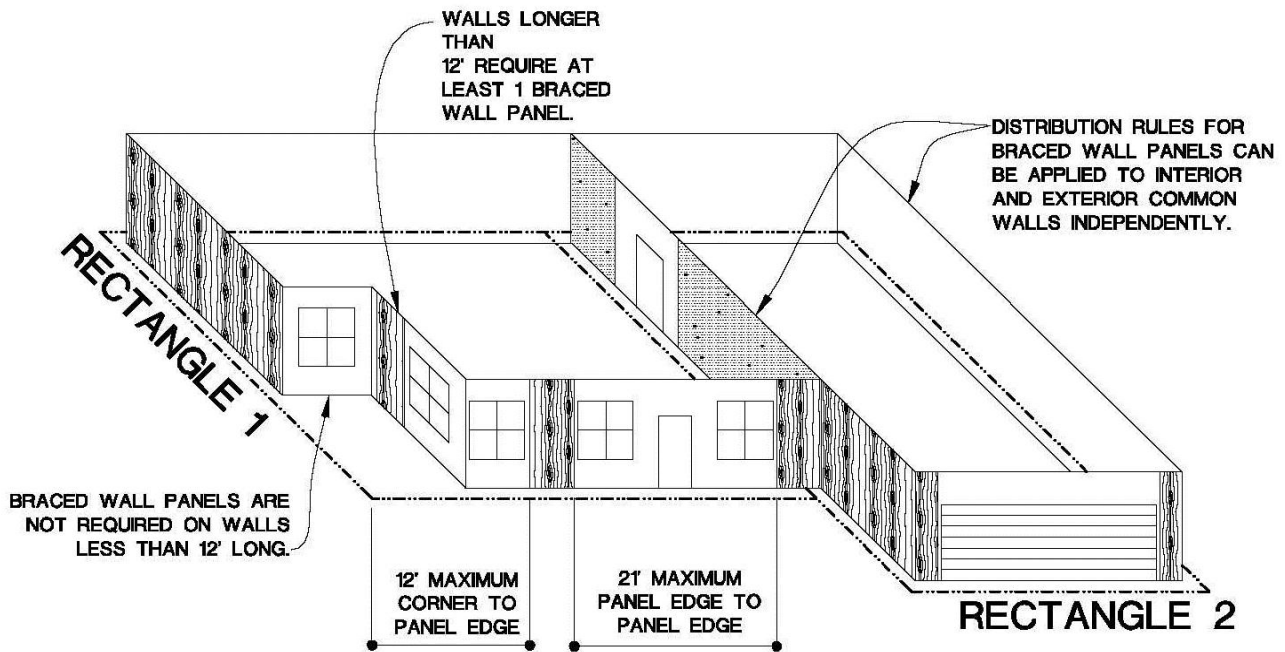 WALLS LONGER
THAN
12' REQUIRE AT
LEAST 1 BRACED
WALL PANEL.
DISTRIBUTION RULES FOR
BRACED WALL PANELS CAN
BE APPLIED TO INTERIOR
AND EXTERIOR COMMON
WALLS INDEPENDENTLY.
RECTANGLE 1
BRACED WALL PANELS ARE
NOT REQUIRED ON WALLS
LESS THAN 12' LONG.
12' MAXIMUM
CORNER TO
PANEL EDGE
21' MAXIMUM
PANEL EDGE TO
PANEL EDGE
RECTANGLE 2